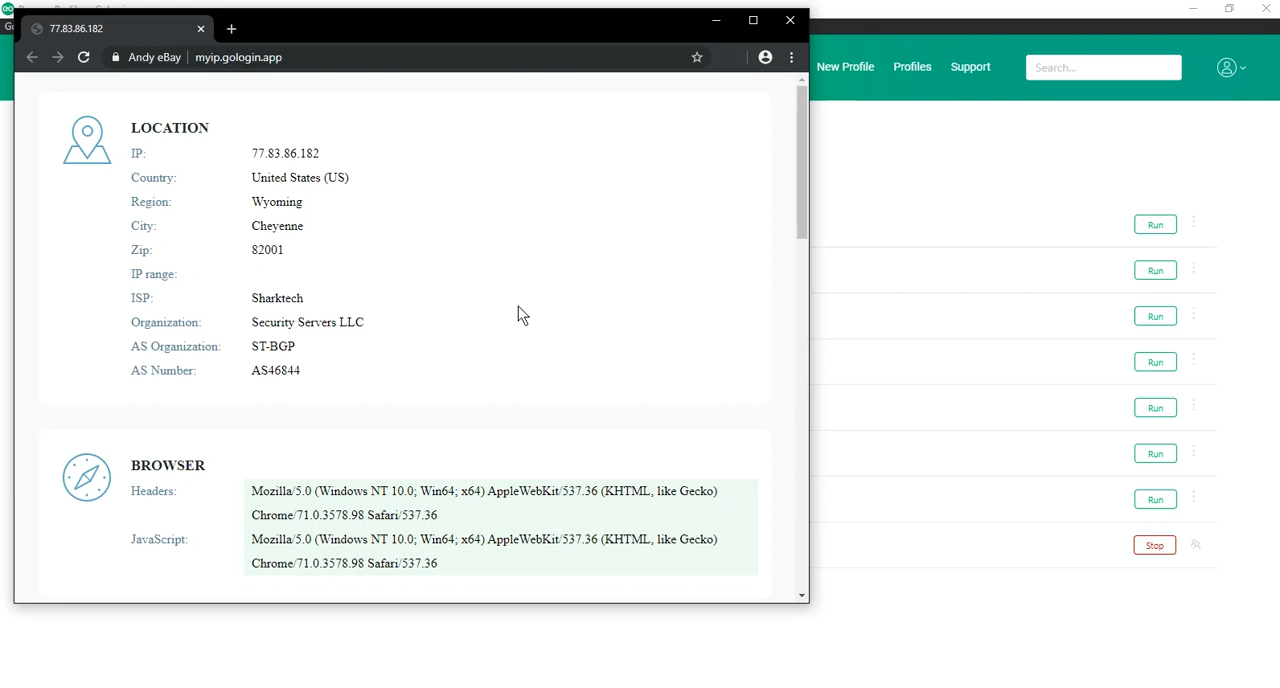 77.83.86.182
Andy eBay
myip.gologin.app
New Profile
Profiles
Support
Search...
LOCATION
IP: 77.83.86.182
Country: United States (US)
Region: Wyoming
City: Cheyenne
Zip: 82001
IP range:
ISP: Sharktech
Organization: Security Servers LLC
AS Organization: ST-BGP
AS Number: AS46844
BROWSER
Headers: Mozilla/5.0 (Windows NT 10.0; Win64; x64) AppleWebKit/537.36 (KHTML, like Gecko)
Chrome/71.0.3578.98 Safari/537.36
JavaScript: Mozilla/5.0 (Windows NT 10.0; Win64; x64) AppleWebKit/537.36 (KHTML, like Gecko)
Chrome/71.0.3578.98 Safari/537.36
Run
Run
Run
Run
Run
Run
Run
Stop